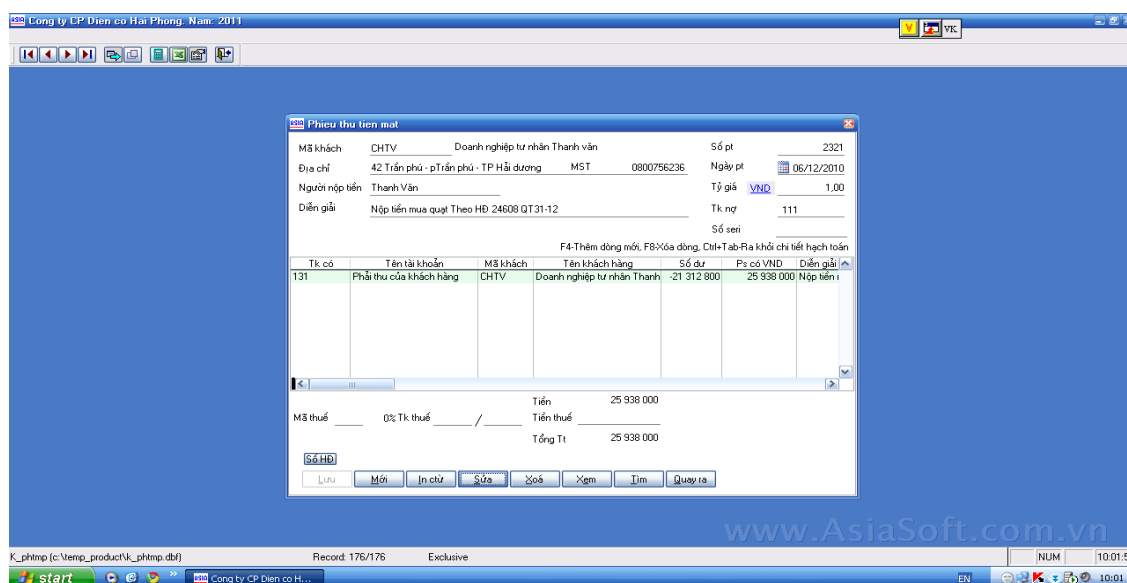 ASIA Cong ty CP Dien co Hai Phong. Nam: 2011
V VK
ASIA Phieu thu tien mat
Mã khách CHTV Doanh nghiệp tư nhân Thanh văn Số pt 2321
Địa chỉ 42 Trần phú - pTrần phú - TP Hải dương MST 0800756236 Ngày pt 06/12/2010
Người nộp tiền Thanh Vân Tỷ giá VND 1,00
Diễn giải Nộp tiền mua quạt Theo HĐ 24608 QT31-12 Tk nợ 111
Số seri
F4-Thêm dòng mới, F8-Xóa dòng, Ctrl+Tab-Ra khỏi chi tiết hạch toán
Tk có Tên tài khoản Mã khách Tên khách hàng Số dư Ps có VND Diễn giải
131 Phải thu của khách hàng CHTV Doanh nghiệp tư nhân Thanh -21 312 800 25 938 000 Nộp tiền
Tiền 25 938 000
Mã thuế 0% Tk thuế / Tiền thuế
Tổng Tt 25 938 000
Số HĐ
Lưu Mới In ctừ Sửa Xoá Xem Tìm Quay ra
www.AsiaSoft.com.vn
K_phtmp (c:\temp_product\k_phtmp.dbf) Record: 176/176 Exclusive NUM 10:01:5
start ASIA Cong ty CP Dien co H... EN 10:01